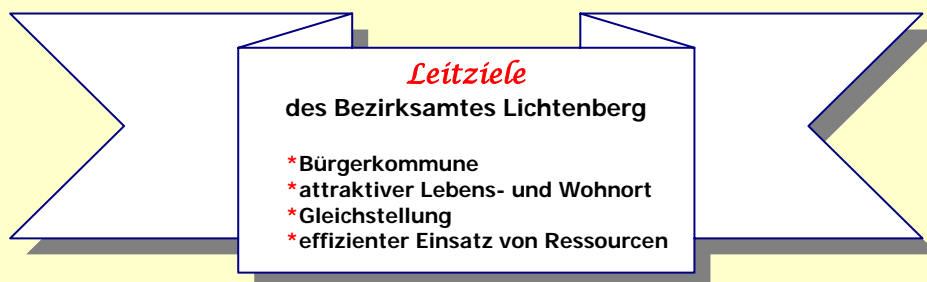 Leitziele
des Bezirksamtes Lichtenberg
*Bürgerkommune
*attraktiver Lebens- und Wohnort
*Gleichstellung
*effizienter Einsatz von Ressourcen